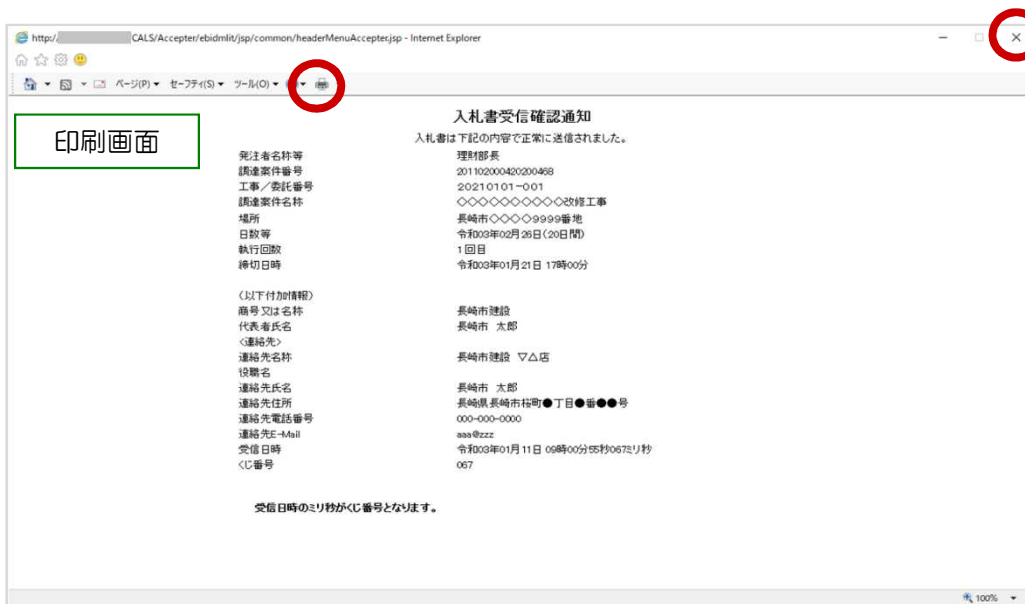 http:/ CALS/Accepter/ebidmlit/jsp/common/headerMenuAccepter.jsp - Internet Explorer
ページ(P) セーフティ(S) ツール(O)
印刷画面
入札書受信確認通知
入札書は下記の内容で正常に送信されました。
発注者名称等 理財部長
調達案件番号 201102000420200468
工事／委託番号 20210101-001
調達案件名称 ◇◇◇◇◇◇◇◇◇◇改修工事
場所 長崎市◇◇◇◇9999番地
日数等 令和03年02月26日(20日間)
執行回数 1回目
締切日時 令和03年01月21日 17時00分
(以下付加情報)
商号又は名称 長崎市建設
代表者氏名 長崎市 太郎
<連絡先>
連絡先名称 長崎市建設 ▽△店
役職名
連絡先氏名 長崎市 太郎
連絡先住所 長崎県長崎市桜町●丁目●番●●号
連絡先電話番号 000-000-0000
連絡先E-Mail aaa@zzz
受信日時 令和03年01月11日 09時00分55秒067ミリ秒
くじ番号 067
受信日時のミリ秒がくじ番号となります。
100%